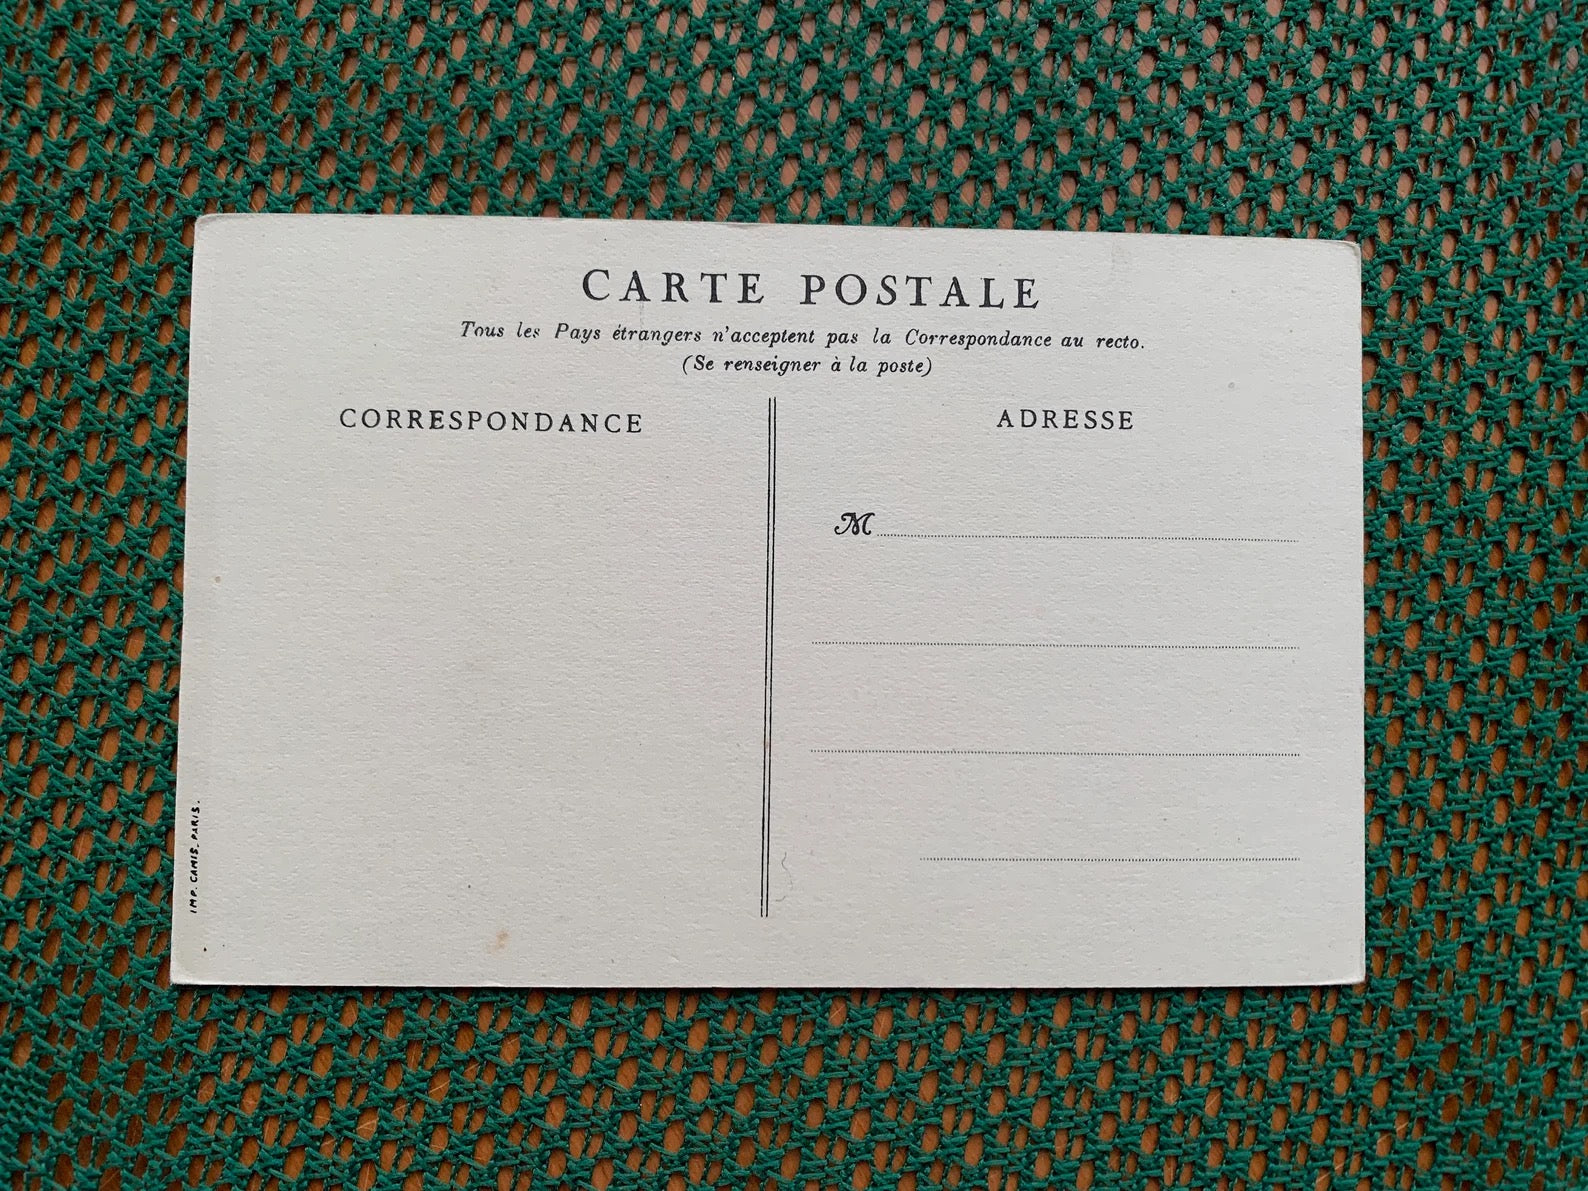 CARTE POSTALE
Tous les Pays étrangers n'acceptent pas la Correspondance au recto.
(Se renseigner à la poste)
CORRESPONDANCE
ADRESSE
M
IMP. CAMIS. PARIS.